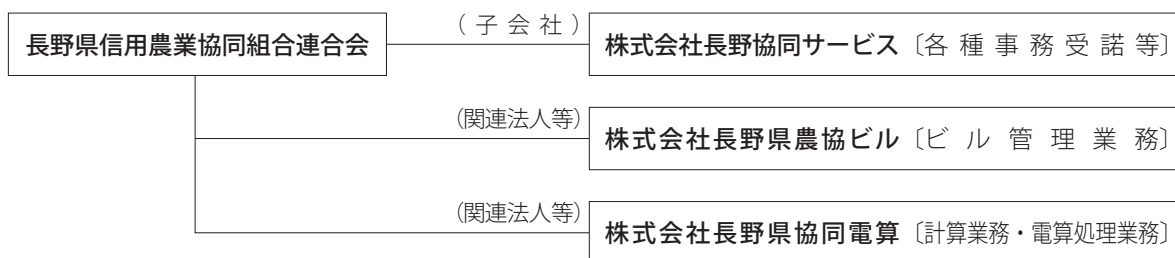 (子会社)
長野県信用農業協同組合連合会 株式会社長野協同サービス〔各種事務受諾等〕
(関連法人等)
株式会社長野県農協ビル〔ビル管理業務〕
(関連法人等)
株式会社長野県協同電算〔計算業務・電算処理業務〕